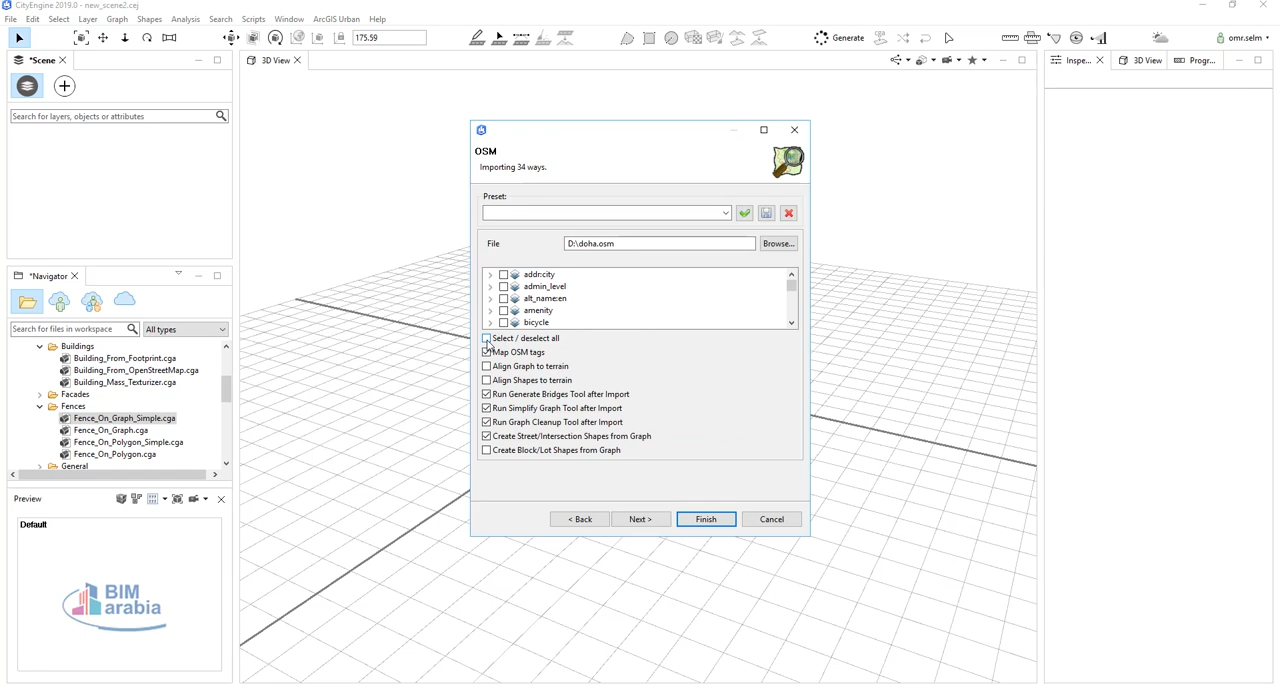 CityEngine 2019.0 - new_scene2.cej
File Edit Select Layer Graph Shapes Analysis Search Scripts Window ArcGIS Urban Help
175.59 Generate omr.selm
*Scene 3D View Inspe... 3D View Progr...
Search for layers, objects or attributes
OSM
Importing 34 ways.
Preset:
File D:\doha.osm Browse...
addr:city
admin_level
alt_name:en
amenity
bicycle
Select / deselect all
Map OSM tags
Align Graph to terrain
Align Shapes to terrain
Run Generate Bridges Tool after Import
Run Simplify Graph Tool after Import
Run Graph Cleanup Tool after Import
Create Street/Intersection Shapes from Graph
Create Block/Lot Shapes from Graph
< Back Next > Finish Cancel
*Navigator
Search for files in workspace All types
Buildings
Building_From_Footprint.cga
Building_From_OpenStreetMap.cga
Building_Mass_Texturizer.cga
Facades
Fences
Fence_On_Graph_Simple.cga
Fence_On_Graph.cga
Fence_On_Polygon_Simple.cga
Fence_On_Polygon.cga
General
Preview
Default
BIM
arabia